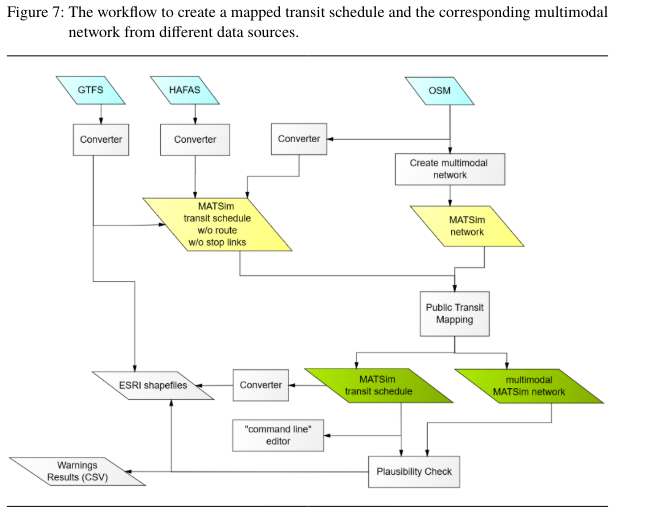 Figure 7: The workflow to create a mapped transit schedule and the corresponding multimodal
network from different data sources.
GTFS
HAFAS
OSM
Converter
Converter
Converter
Create multimodal
network
MATSim
transit schedule
w/o route
w/o stop links
MATSim
network
Public Transit
Mapping
ESRI shapefiles
Converter
MATSim
transit schedule
multimodal
MATSim network
"command line"
editor
Warnings
Results (CSV)
Plausibility Check